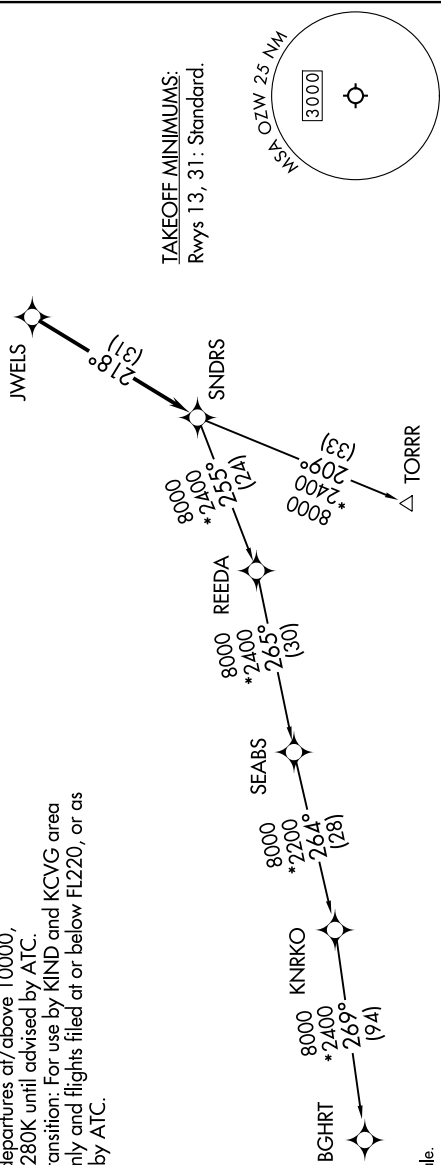 departures at/above 10000,
280K until advised by ATC.
For use by KIND and KCVG area
and flights filed at or below FL220, or as
by ATC.
TAKEOFF MINIMUMS:
Rwys 13, 31: Standard.
MSA OZW 25 NM
3000
JWELS
218°
(31)
SNDRS
8000
*2400
255°
(24)
8000
*2400
209°
(33)
TORRR
REEDA
8000
*2400
265°
(30)
SEABS
8000
*2200
264°
(28)
KNRKO
8000
*2400
269°
(94)
BGHRT